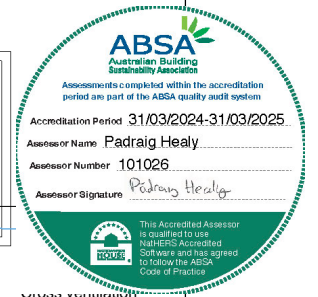 ABSA
Australian Building
Sustainability Association
Assessments completed within the accreditation
period are part of the ABSA quality audit system
Accreditation Period 31/03/2024-31/03/2025
Assessor Name Padraig Healy
Assessor Number 101026
Assessor Signature Padraig Healy
This Accredited Assessor
is qualified to use
NatHERS Accredited
Software and has agreed
to follow the ABSA
Code of Practice
HOUSE
Cross Ventilation